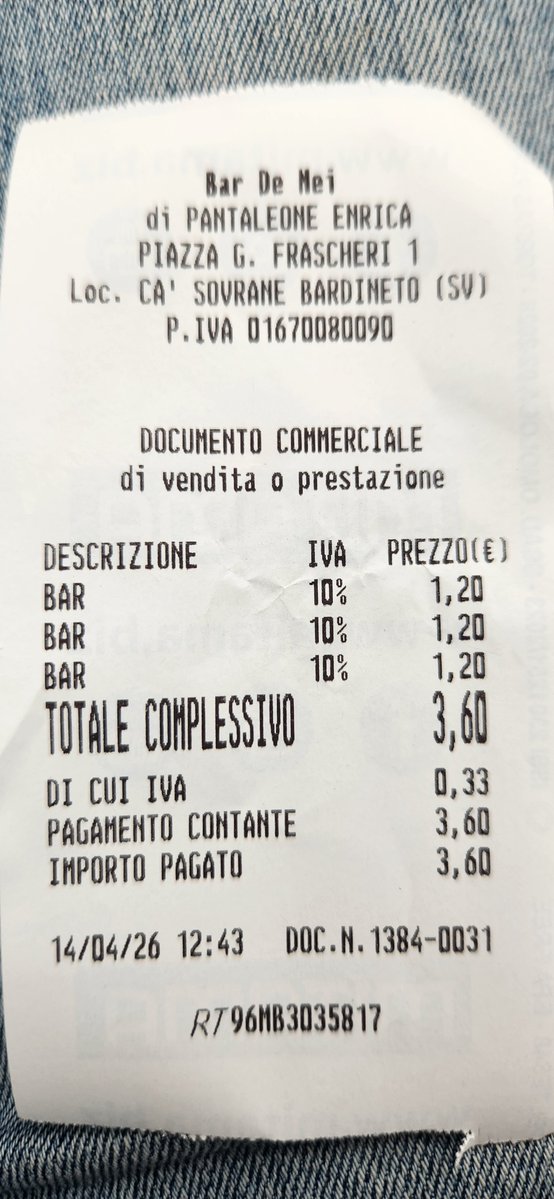 Bar De Mei
di PANTALEONE ENRICA
PIAZZA G. FRASCHERI 1
Loc. CA' SOVRANE BARDINETO (SV)
P.IVA 01670080090
DOCUMENTO COMMERCIALE
di vendita o prestazione
DESCRIZIONE IVA PREZZO(€)
BAR 10% 1,20
BAR 10% 1,20
BAR 10% 1,20
TOTALE COMPLESSIVO 3,60
DI CUI IVA 0,33
PAGAMENTO CONTANTE 3,60
IMPORTO PAGATO 3,60
14/04/26 12:43 DOC.N.1384-0031
RT96MB3035817